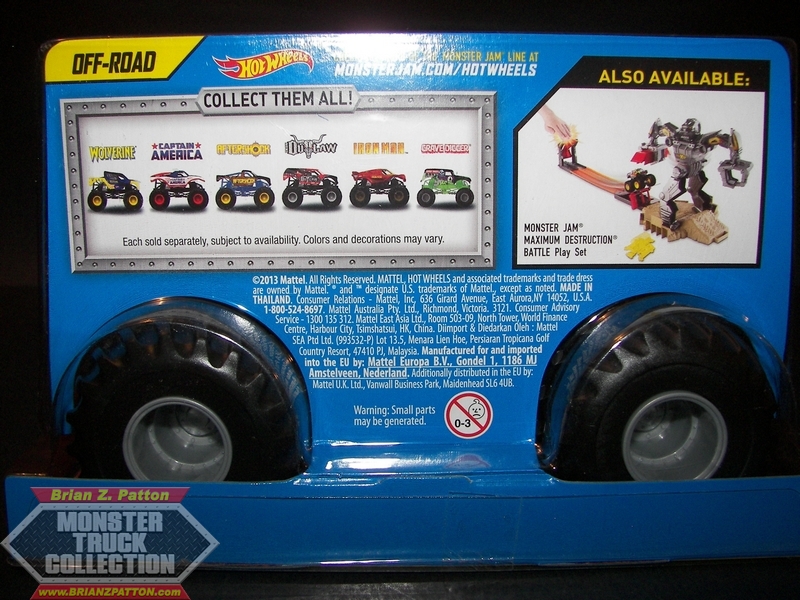 OFF-ROAD
HOT WHEELS
MONSTER JAM LINE AT
MONSTERJAM.COM/HOTWHEELS
COLLECT THEM ALL!
WOLVERINE
CAPTAIN AMERICA
AFTERSHOCK
OUTLAW
IRON MAN
GRAVE DIGGER
Each sold separately, subject to availability. Colors and decorations may vary.
ALSO AVAILABLE:
MONSTER JAM®
MAXIMUM DESTRUCTION®
BATTLE Play Set
©2013 Mattel. All Rights Reserved. MATTEL, HOT WHEELS and associated trademarks and trade dress
are owned by Mattel. ® and ™ designate U.S. trademarks of Mattel, except as noted. MADE IN
THAILAND. Consumer Relations - Mattel, Inc, 636 Girard Avenue, East Aurora,NY 14052, U.S.A.
1-800-524-8697. Mattel Australia Pty. Ltd., Richmond, Victoria, 3121. Consumer Advisory
Service - 1300 135 312. Mattel East Asia Ltd., Room 503-09, North Tower, World Finance
Centre, Harbour City, Tsimshatsui, HK, China. Diimport & Diedarkan Oleh : Mattel
SEA Ptd Ltd. (993532-P) Lot 13.5, Menara Lien Hoe, Persiaran Tropicana Golf
Country Resort, 47410 PJ, Malaysia. Manufactured for and imported
into the EU by: Mattel Europa B.V., Gondel 1, 1186 MJ
Amstelveen, Nederland. Additionally distributed in the EU by:
Mattel U.K. Ltd., Vanwall Business Park, Maidenhead SL6 4UB.
Warning: Small parts
may be generated.
0-3
Brian Z. Patton
MONSTER
TRUCK
COLLECTION
www.BRIANZPATTON.com